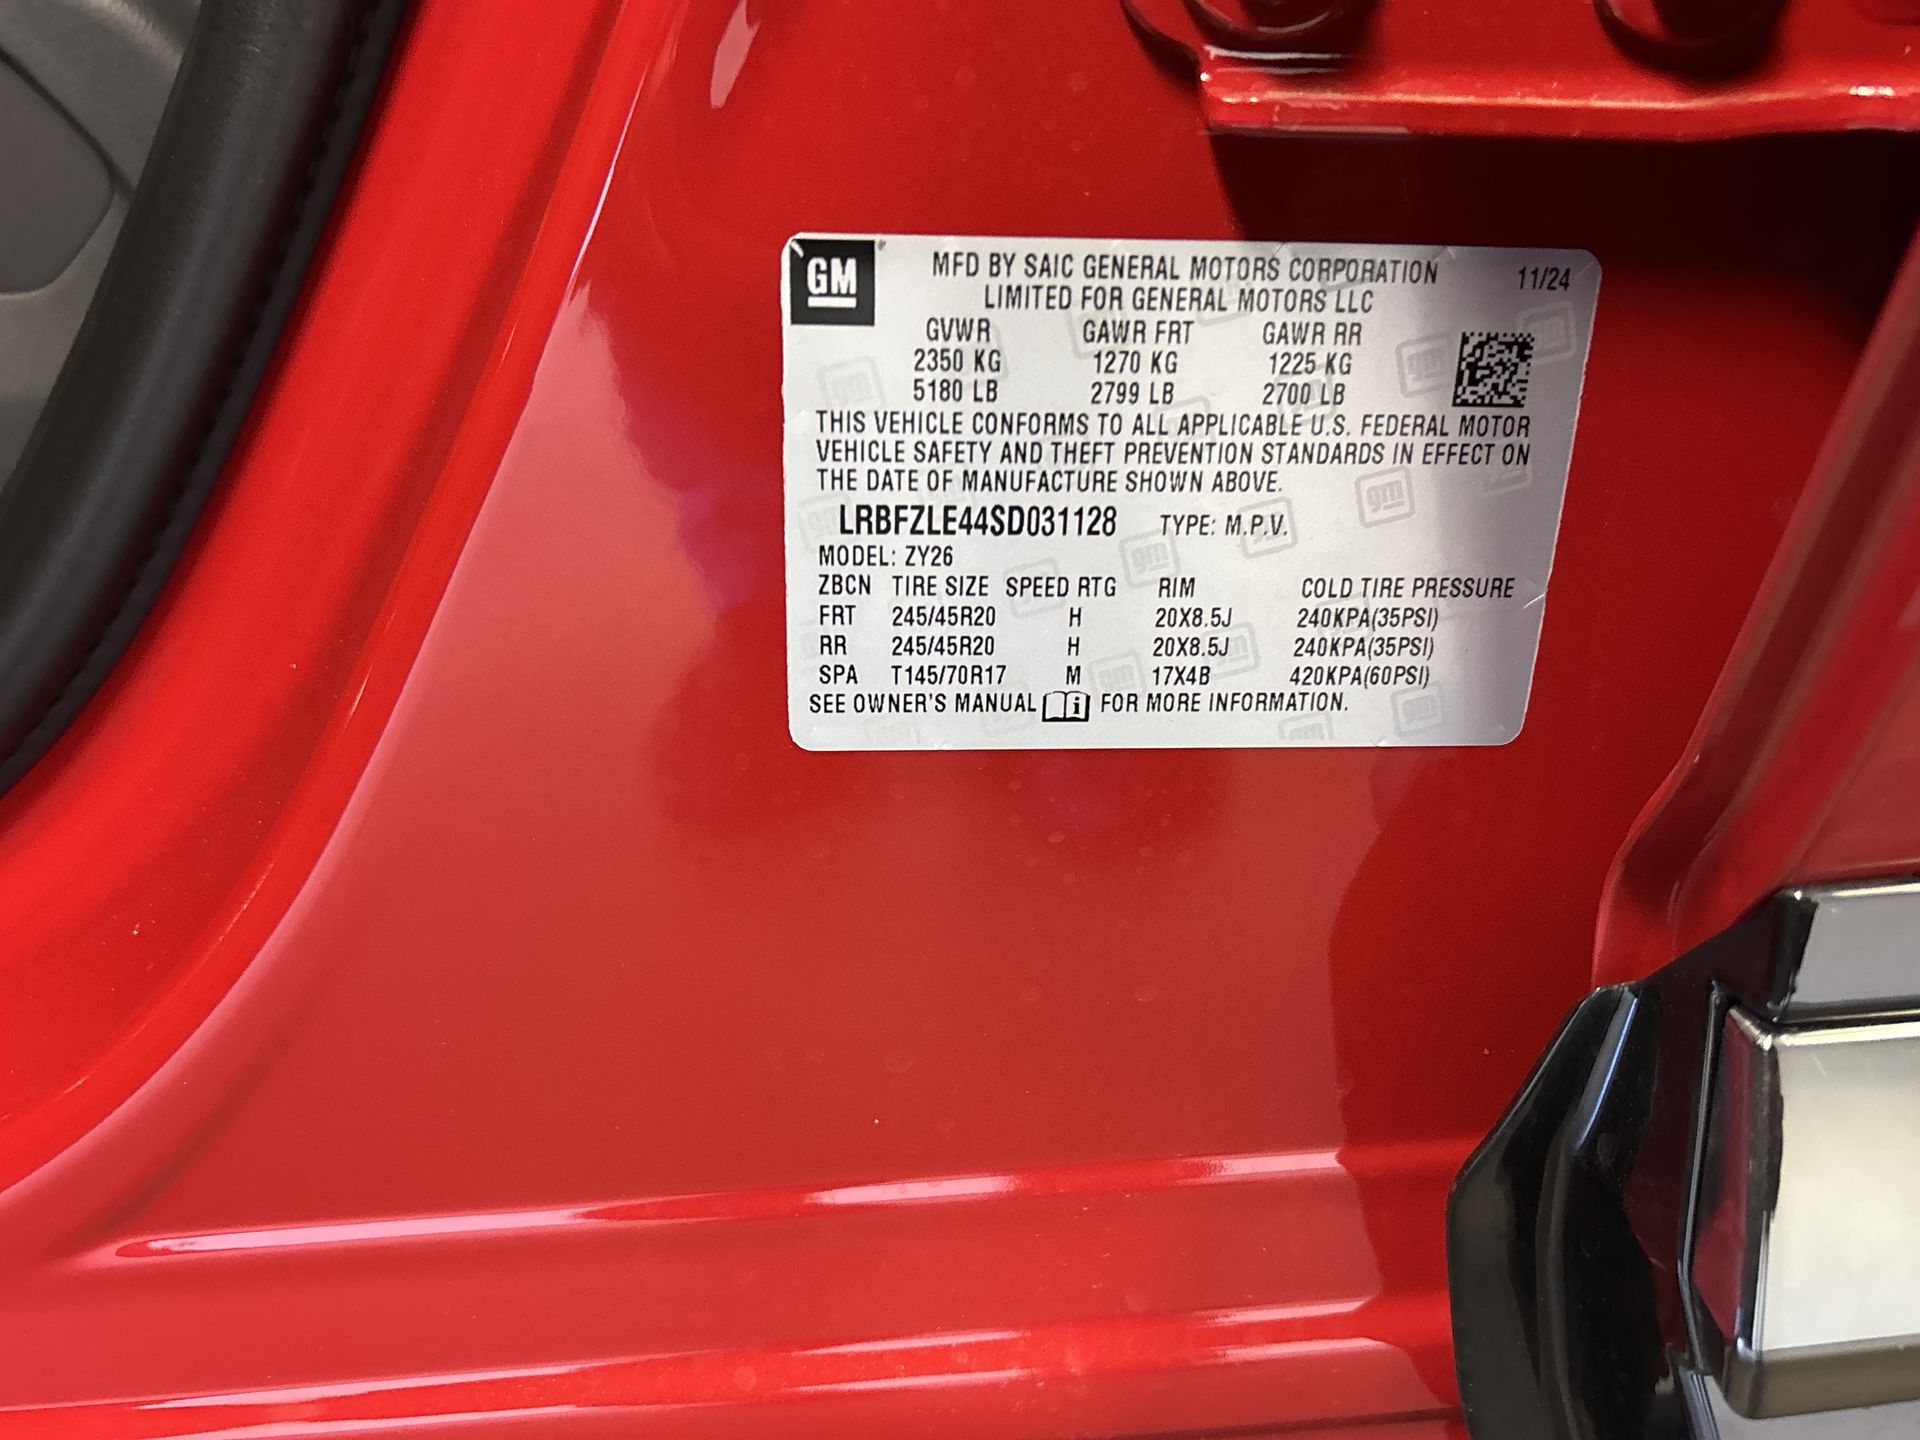 GM
MFD BY SAIC GENERAL MOTORS CORPORATION 11/24
LIMITED FOR GENERAL MOTORS LLC
GVWR GAWR FRT GAWR RR
2350 KG 1270 KG 1225 KG
5180 LB 2799 LB 2700 LB
THIS VEHICLE CONFORMS TO ALL APPLICABLE U.S. FEDERAL MOTOR
VEHICLE SAFETY AND THEFT PREVENTION STANDARDS IN EFFECT ON
THE DATE OF MANUFACTURE SHOWN ABOVE.
LRBFZLE44SD031128 TYPE: M.P.V.
MODEL: ZY26
ZBCN TIRE SIZE SPEED RTG RIM COLD TIRE PRESSURE
FRT 245/45R20 H 20X8.5J 240KPA(35PSI)
RR 245/45R20 H 20X8.5J 240KPA(35PSI)
SPA T145/70R17 M 17X4B 420KPA(60PSI)
SEE OWNER'S MANUAL FOR MORE INFORMATION.